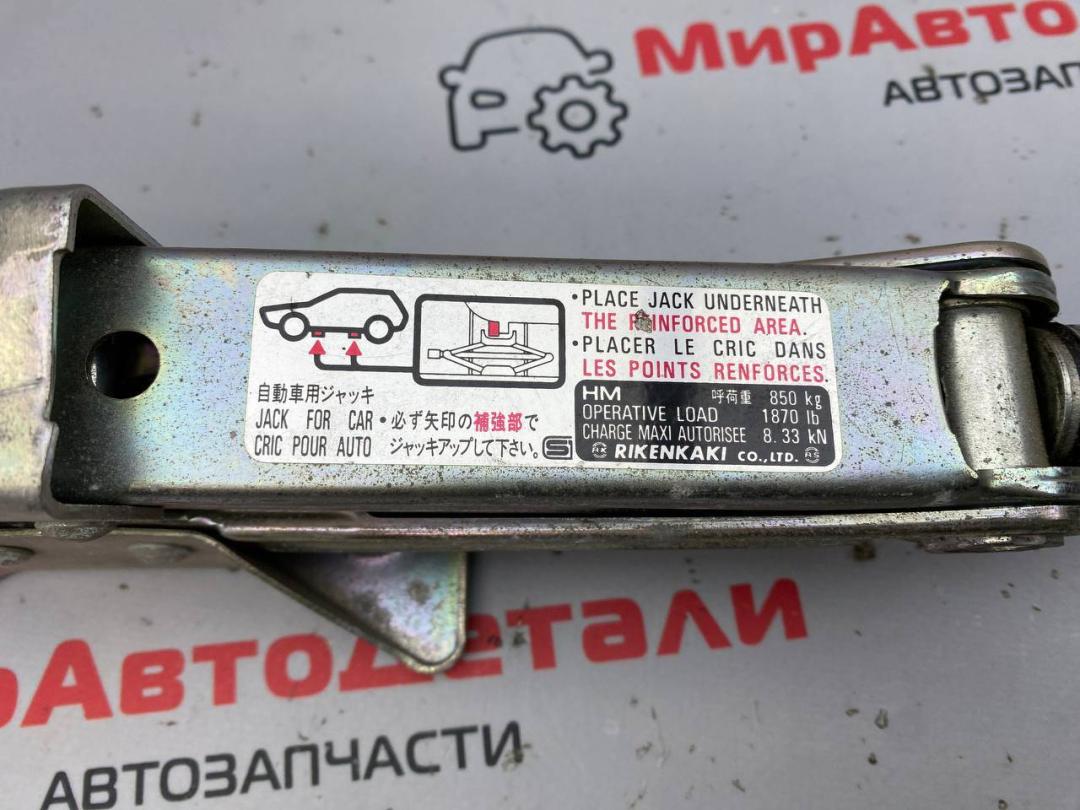 МирАвто
АВТОЗАП
• PLACE JACK UNDERNEATH
THE REINFORCED AREA.
• PLACER LE CRIC DANS
LES POINTS RENFORCES.
自動車用ジャッキ
JACK FOR CAR
CRIC POUR AUTO
• 必ず矢印の補強部で
ジャッキアップして下さい。
HM 呼荷重 850 kg
OPERATIVE LOAD 1870 lb
CHARGE MAXI AUTORISEE 8.33 kN
RIKENKAKI CO., LTD.
рАвтодетали
АВТОЗАПЧАСТИ